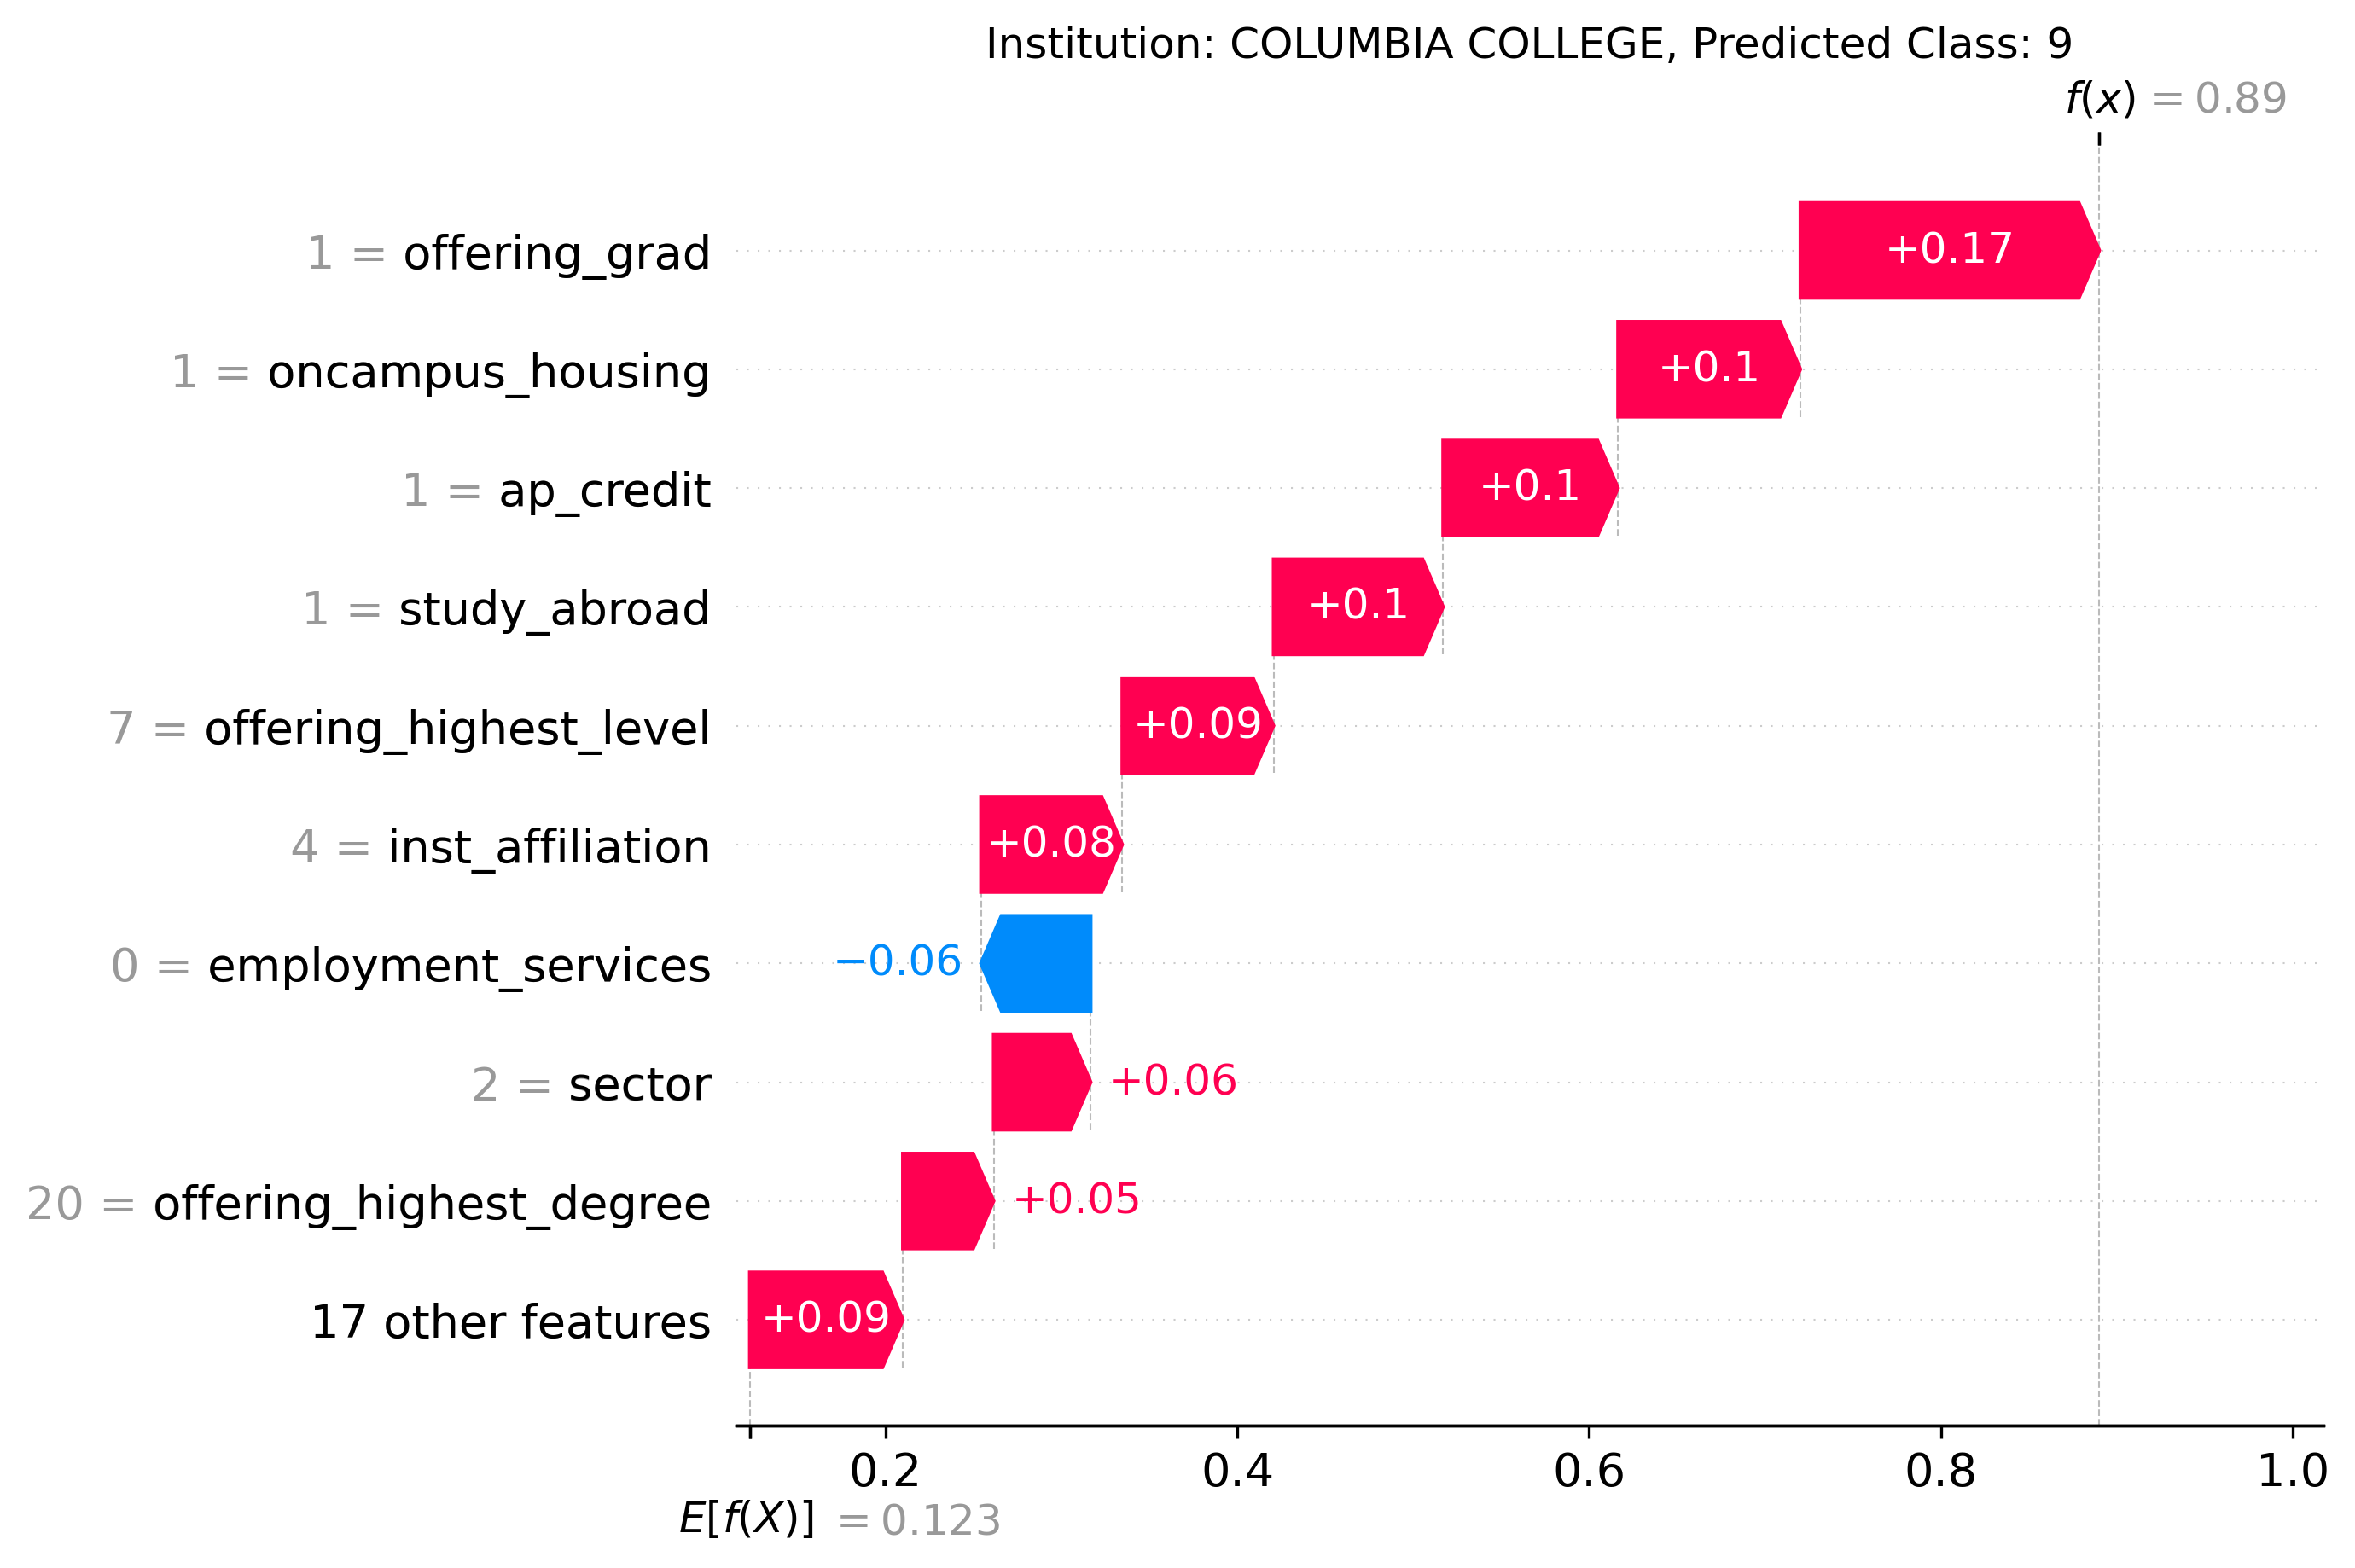 Institution: COLUMBIA COLLEGE, Predicted Class: 9
f(x) = 0.89
1 = offering_grad +0.17
1 = oncampus_housing +0.1
1 = ap_credit +0.1
1 = study_abroad +0.1
7 = offering_highest_level +0.09
4 = inst_affiliation +0.08
0 = employment_services −0.06
2 = sector +0.06
20 = offering_highest_degree +0.05
17 other features +0.09
0.2 0.4 0.6 0.8 1.0
E[f(X)] = 0.123